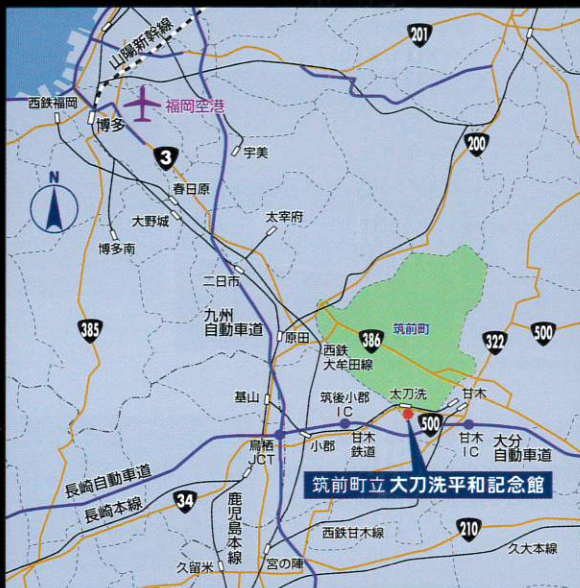 山陽新幹線
201
西鉄福岡
博多
福岡空港
3
宇美
200
N
春日原
大野城
太宰府
博多南
二日市
九州
自動車道
385
原田
西鉄
大牟田線
386
筑前町
322
500
基山
筑後小郡
IC
太刀洗
甘木
500
鳥栖
JCT
小郡
甘木
鉄道
甘木
IC
大分
自動車道
長崎自動車道
長崎本線
34
鹿児島本線
筑前町立 大刀洗平和記念館
西鉄甘木線
210
久留米
宮の陣
久大本線